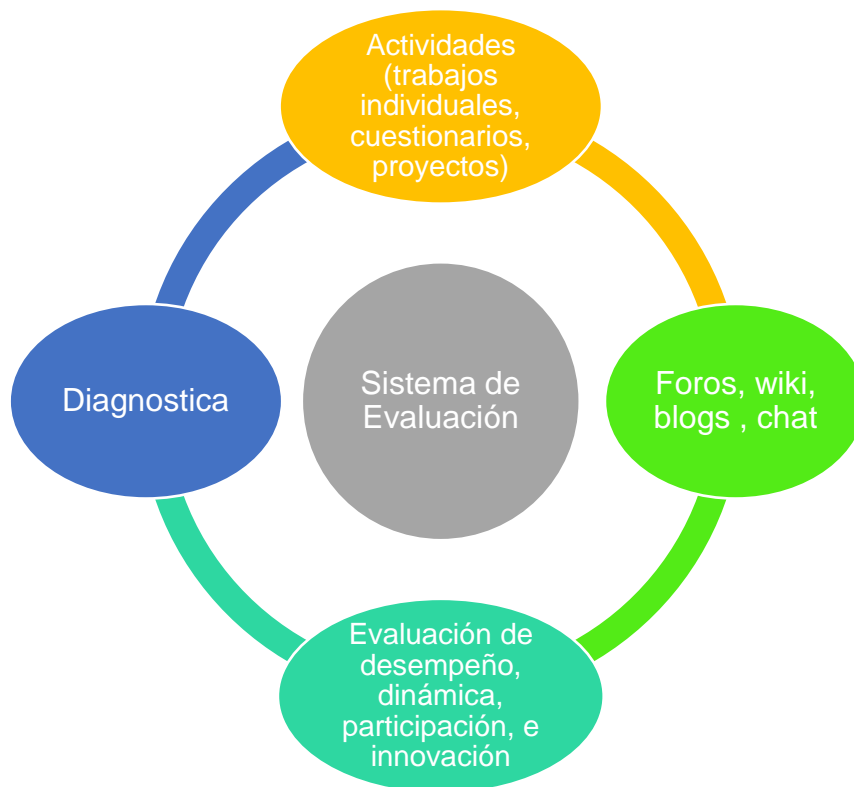 Actividades
(trabajos
individuales,
cuestionarios,
proyectos)
Diagnostica
Sistema de
Evaluación
Foros, wiki,
blogs , chat
Evaluación de
desempeño,
dinámica,
participación, e
innovación